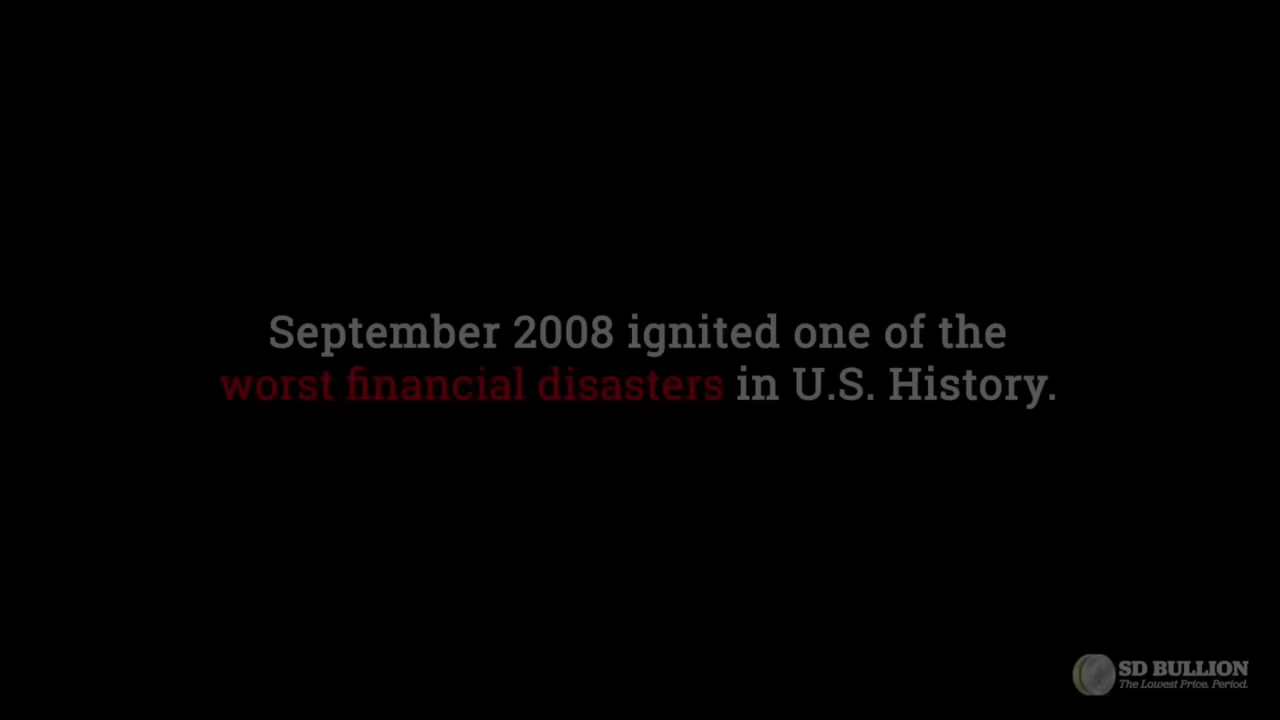 September 2008 ignited one of the
worst financial disasters in U.S. History.
SD BULLION
The Lowest Price. Period.